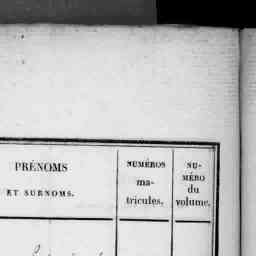 PRÉNOMS
ET SURNOMS.
NUMÉROS
ma-
tricules.
NU-
MÉRO
du
volume.